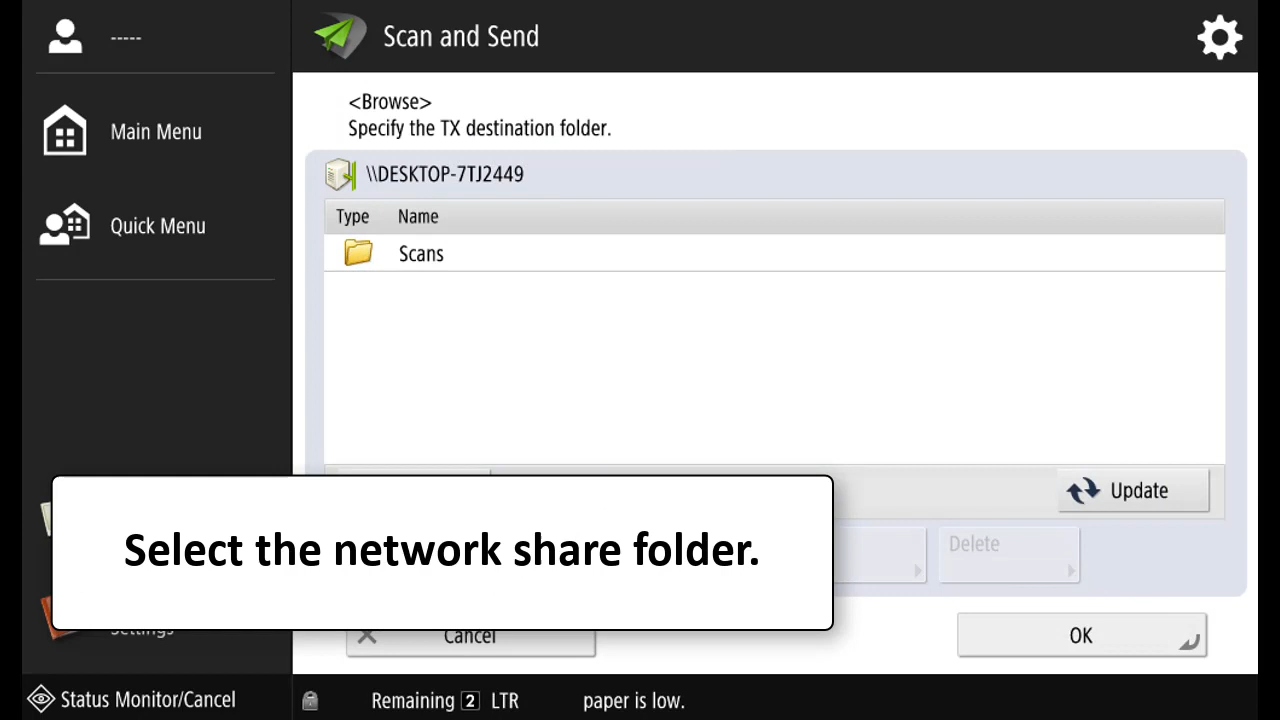 -----
Scan and Send
Main Menu
Quick Menu
<Browse>
Specify the TX destination folder.
\\DESKTOP-7TJ2449
Type Name
Scans
Update
Select the network share folder.
Delete
Settings
Cancel
OK
Status Monitor/Cancel
Remaining 2 LTR paper is low.